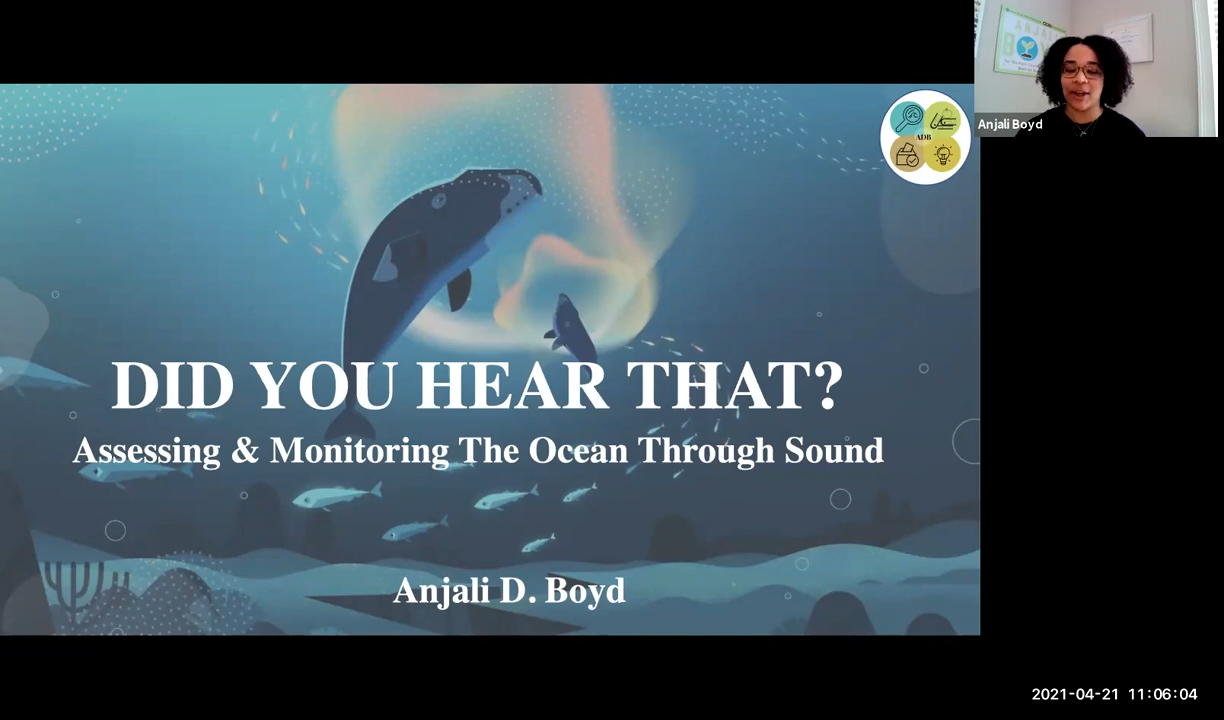 Anjali Boyd
ADB
DID YOU HEAR THAT?
Assessing & Monitoring The Ocean Through Sound
Anjali D. Boyd
2021-04-21 11:06:04